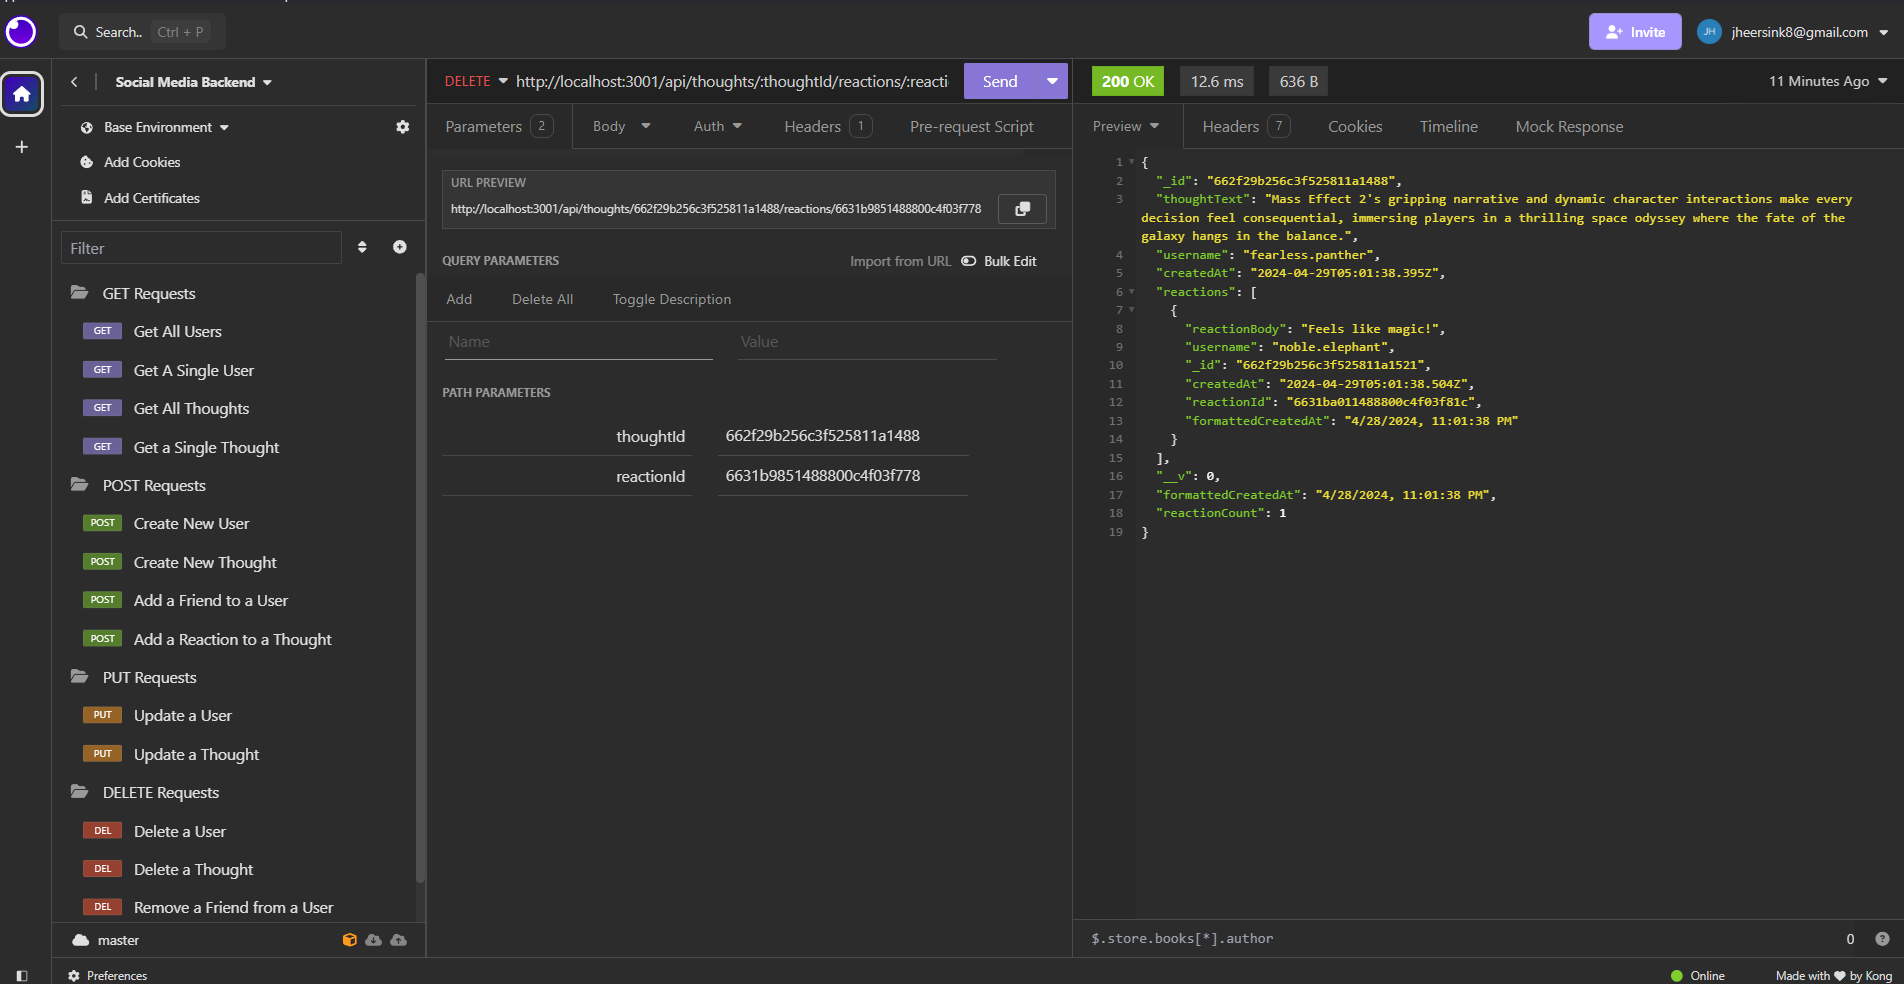 Search.. Ctrl + P
Invite
JH
jheersink8@gmail.com
Social Media Backend
Base Environment
Add Cookies
Add Certificates
Filter
GET Requests
GET Get All Users
GET Get A Single User
GET Get All Thoughts
GET Get a Single Thought
POST Requests
POST Create New User
POST Create New Thought
POST Add a Friend to a User
POST Add a Reaction to a Thought
PUT Requests
PUT Update a User
PUT Update a Thought
DELETE Requests
DEL Delete a User
DEL Delete a Thought
DEL Remove a Friend from a User
master
Preferences
DELETE http://localhost:3001/api/thoughts/:thoughtId/reactions/:reacti
Send
Parameters 2 Body Auth Headers 1 Pre-request Script
URL PREVIEW
http://localhost:3001/api/thoughts/662f29b256c3f525811a1488/reactions/6631b9851488800c4f03f778
QUERY PARAMETERS Import from URL Bulk Edit
Add Delete All Toggle Description
Name Value
PATH PARAMETERS
thoughtId 662f29b256c3f525811a1488
reactionId 6631b9851488800c4f03f778
200 OK 12.6 ms 636 B 11 Minutes Ago
Preview Headers 7 Cookies Timeline Mock Response
1 {
2 "_id": "662f29b256c3f525811a1488",
3 "thoughtText": "Mass Effect 2's gripping narrative and dynamic character interactions make every
decision feel consequential, immersing players in a thrilling space odyssey where the fate of the
galaxy hangs in the balance.",
4 "username": "fearless.panther",
5 "createdAt": "2024-04-29T05:01:38.395Z",
6 "reactions": [
7 {
8 "reactionBody": "Feels like magic!",
9 "username": "noble.elephant",
10 "_id": "662f29b256c3f525811a1521",
11 "createdAt": "2024-04-29T05:01:38.504Z",
12 "reactionId": "6631ba011488800c4f03f81c",
13 "formattedCreatedAt": "4/28/2024, 11:01:38 PM"
14 }
15 ],
16 "__v": 0,
17 "formattedCreatedAt": "4/28/2024, 11:01:38 PM",
18 "reactionCount": 1
19 }
$.store.books[*].author 0
Online
Made with by Kong